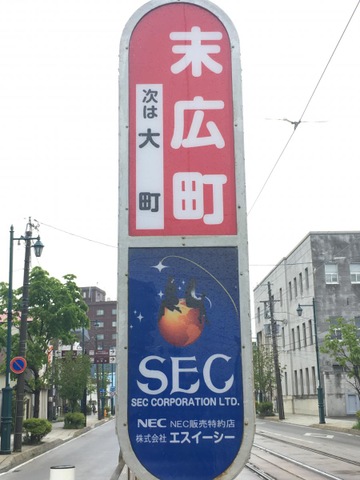 末広町
次は 大町
SEC
SEC CORPORATION LTD.
NEC NEC販売特約店
株式会社 エスイーシー